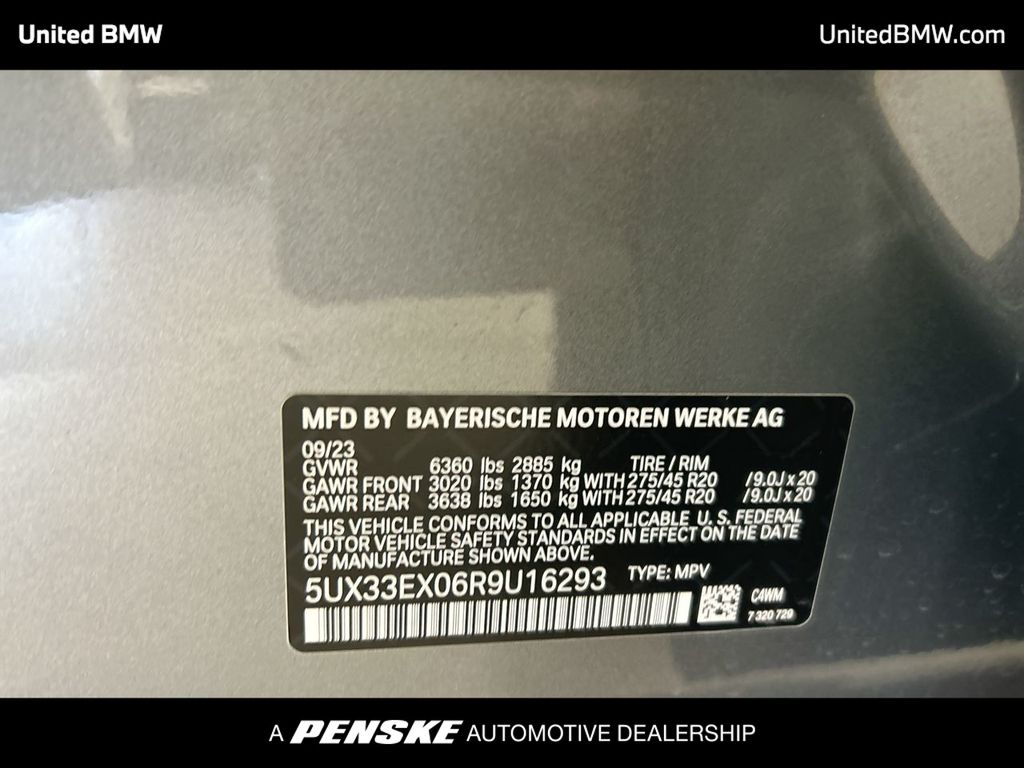 United BMW
UnitedBMW.com
MFD BY BAYERISCHE MOTOREN WERKE AG
09/23
GVWR 6360 lbs 2885 kg TIRE / RIM
GAWR FRONT 3020 lbs 1370 kg WITH 275/45 R20 / 9.0J x 20
GAWR REAR 3638 lbs 1650 kg WITH 275/45 R20 / 9.0J x 20
THIS VEHICLE CONFORMS TO ALL APPLICABLE U. S. FEDERAL
MOTOR VEHICLE SAFETY STANDARDS IN EFFECT ON THE DATE
OF MANUFACTURE SHOWN ABOVE.
5UX33EX06R9U16293 TYPE: MPV
C4WM
7 320 729
A PENSKE AUTOMOTIVE DEALERSHIP